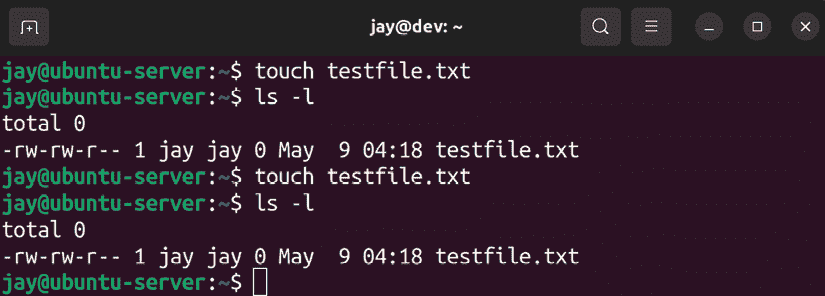 jay@dev: ~
jay@ubuntu-server:~$ touch testfile.txt
jay@ubuntu-server:~$ ls -l
total 0
-rw-rw-r-- 1 jay jay 0 May  9 04:18 testfile.txt
jay@ubuntu-server:~$ touch testfile.txt
jay@ubuntu-server:~$ ls -l
total 0
-rw-rw-r-- 1 jay jay 0 May  9 04:18 testfile.txt
jay@ubuntu-server:~$